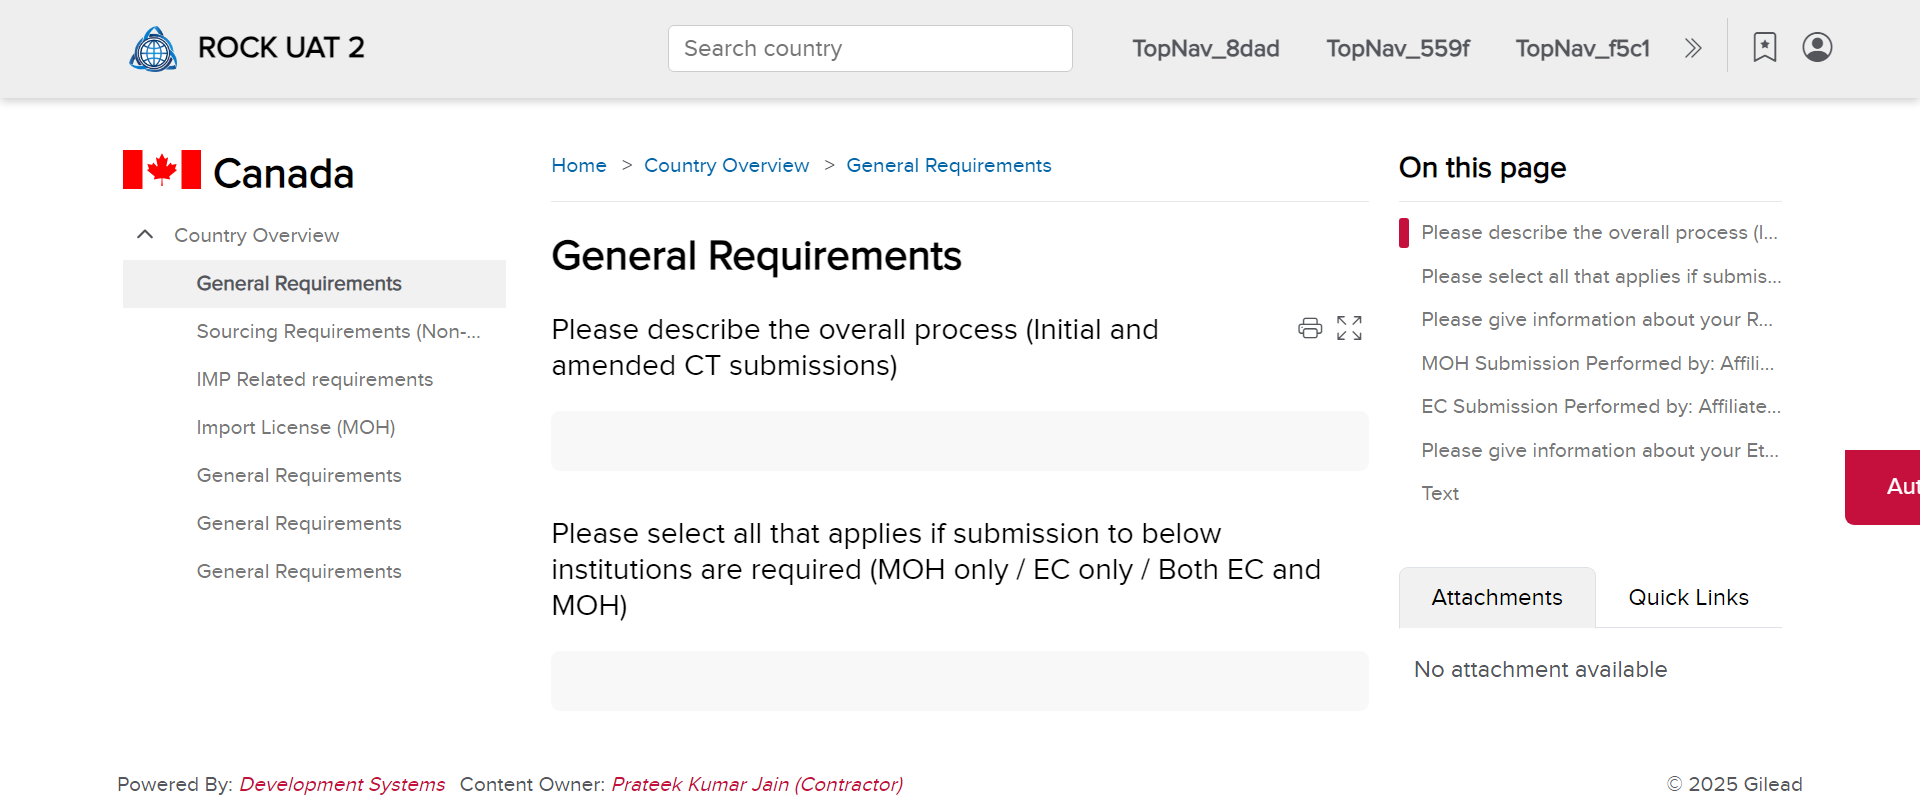 ROCK UAT 2
Search country
TopNav_8dad
TopNav_559f
TopNav_f5c1
Canada
Country Overview
General Requirements
Sourcing Requirements (Non-...
IMP Related requirements
Import License (MOH)
General Requirements
General Requirements
General Requirements
Home > Country Overview > General Requirements
General Requirements
Please describe the overall process (Initial and
amended CT submissions)
Please select all that applies if submission to below
institutions are required (MOH only / EC only / Both EC and
MOH)
On this page
Please describe the overall process (I...
Please select all that applies if submis...
Please give information about your R...
MOH Submission Performed by: Affili...
EC Submission Performed by: Affiliate...
Please give information about your Et...
Text
Attachments
Quick Links
No attachment available
Aut
Powered By: Development Systems Content Owner: Prateek Kumar Jain (Contractor)
© 2025 Gilead